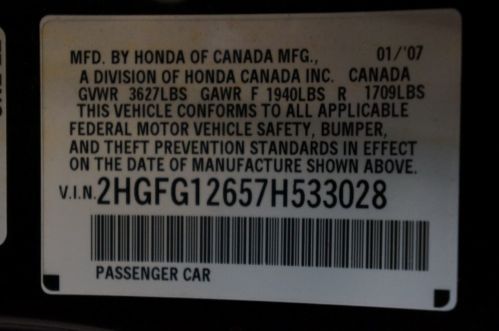 MFD. BY HONDA OF CANADA MFG., 01/'07
A DIVISION OF HONDA CANADA INC. CANADA
GVWR 3627LBS GAWR F 1940LBS R 1709LBS
THIS VEHICLE CONFORMS TO ALL APPLICABLE
FEDERAL MOTOR VEHICLE SAFETY, BUMPER,
AND THEFT PREVENTION STANDARDS IN EFFECT
ON THE DATE OF MANUFACTURE SHOWN ABOVE.
V.I.N. 2HGFG12657H533028
PASSENGER CAR